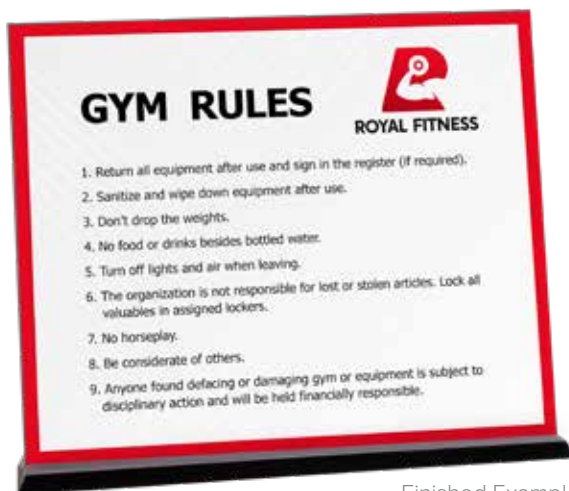 GYM RULES
ROYAL FITNESS
1. Return all equipment after use and sign in the register (if required).
2. Sanitize and wipe down equipment after use.
3. Don't drop the weights.
4. No food or drinks besides bottled water.
5. Turn off lights and air when leaving.
6. The organization is not responsible for lost or stolen articles. Lock all
valuables in assigned lockers.
7. No horseplay.
8. Be considerate of others.
9. Anyone found defacing or damaging gym or equipment is subject to
disciplinary action and will be held financially responsible.
Finished Exampl